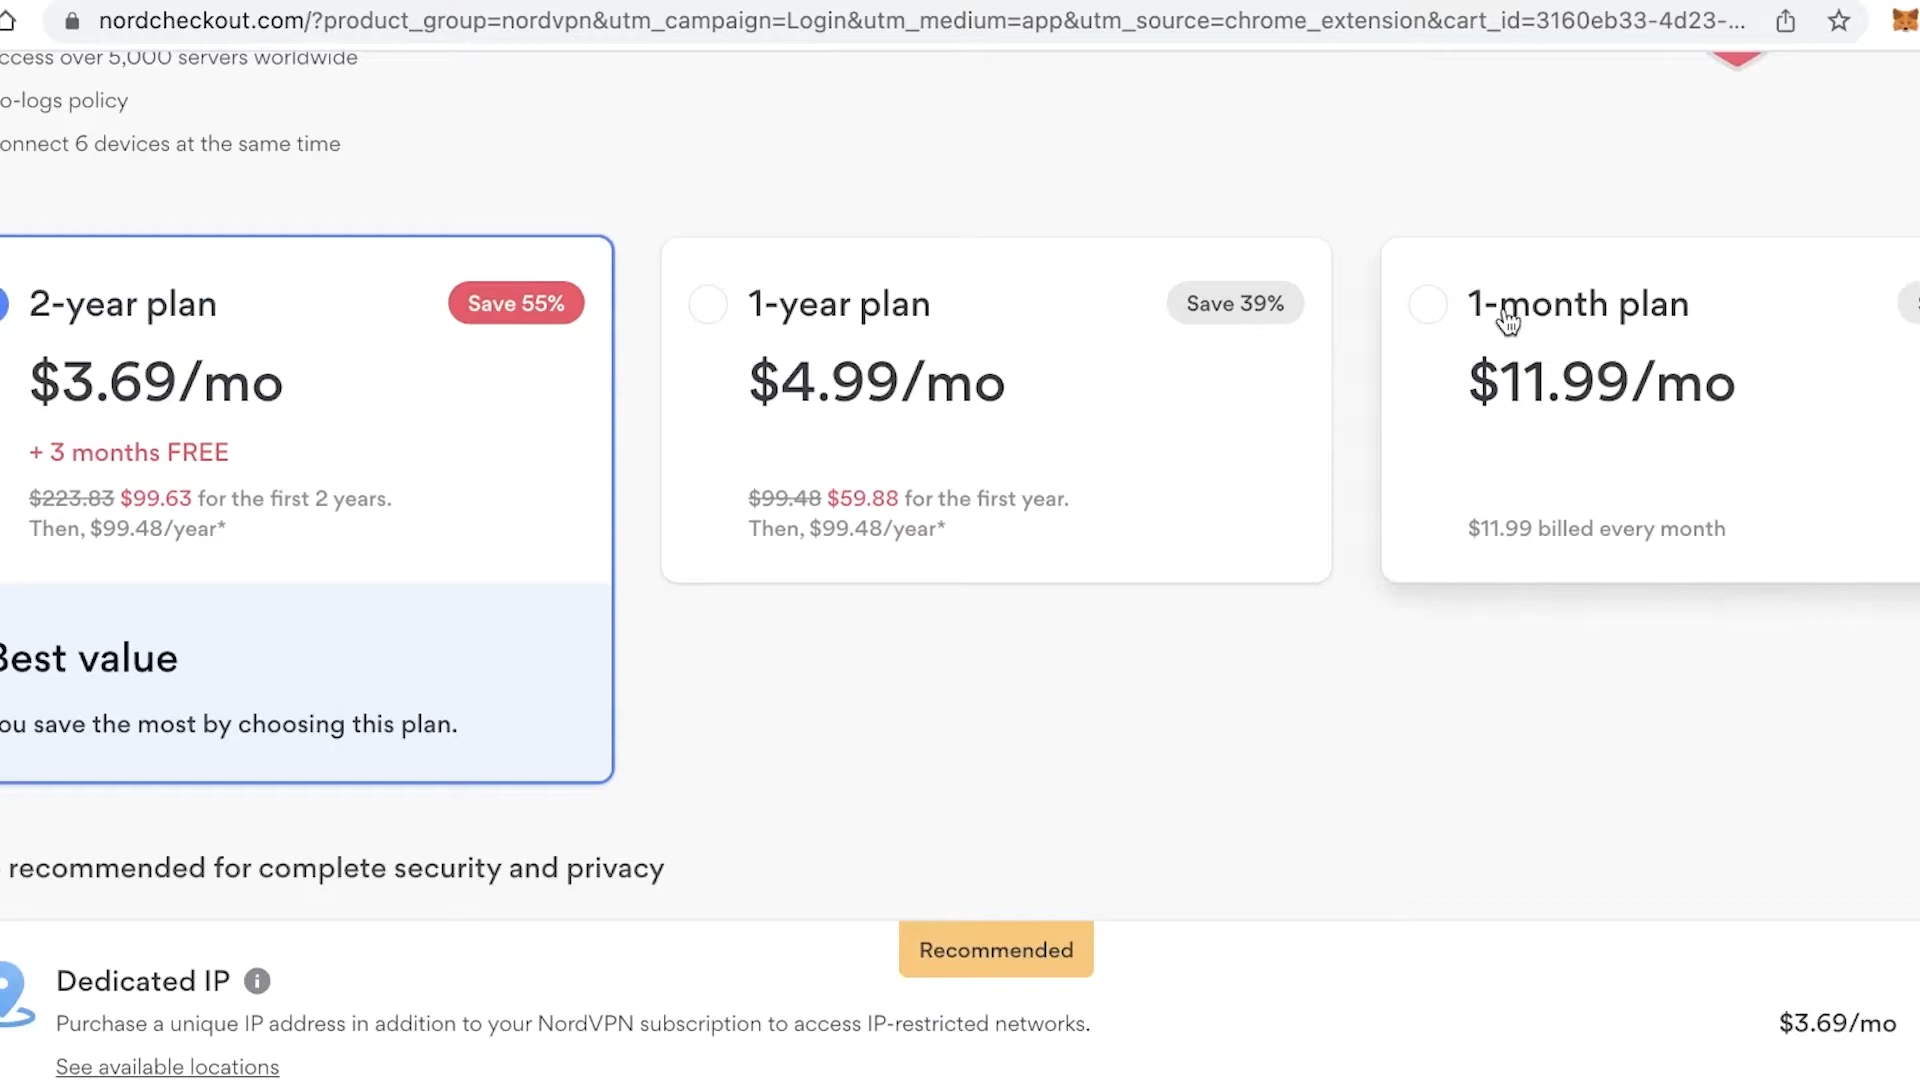 nordcheckout.com/?product_group=nordvpn&utm_campaign=Login&utm_medium=app&utm_source=chrome_extension&cart_id=3160eb33-4d23-...
ccess over 5,000 servers worldwide
o-logs policy
onnect 6 devices at the same time
2-year plan
Save 55%
$3.69/mo
+ 3 months FREE
$223.83 $99.63 for the first 2 years.
Then, $99.48/year*
Best value
ou save the most by choosing this plan.
1-year plan
Save 39%
$4.99/mo
$99.48 $59.88 for the first year.
Then, $99.48/year*
1-month plan
$11.99/mo
$11.99 billed every month
recommended for complete security and privacy
Recommended
Dedicated IP
Purchase a unique IP address in addition to your NordVPN subscription to access IP-restricted networks.
$3.69/mo
See available locations